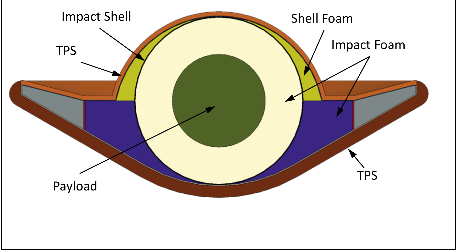 Impact Shell
Shell Foam
TPS
Impact Foam
Payload
TPS